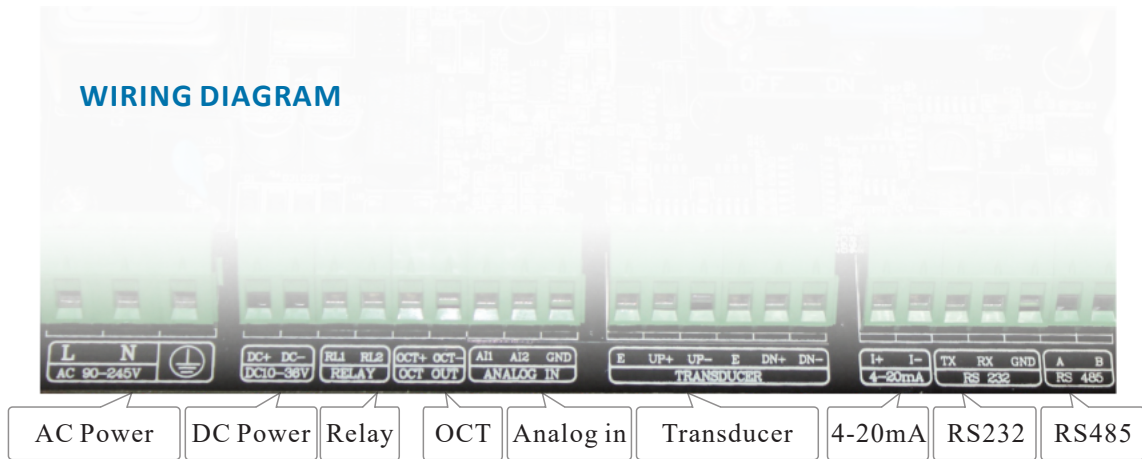 WIRING DIAGRAM
OFF ON
L N
AC 90-245V
DC+ DC-
DC10-36V
RL1 RL2
RELAY
OCT+ OCT-
OCT OUT
AI1 AI2 GND
ANALOG IN
E UP+ UP- E DN+ DN-
TRANSDUCER
I+ I-
4-20mA
TX RX GND
RS 232
A B
RS 485
AC Power
DC Power
Relay
OCT
Analog in
Transducer
4-20mA
RS232
RS485